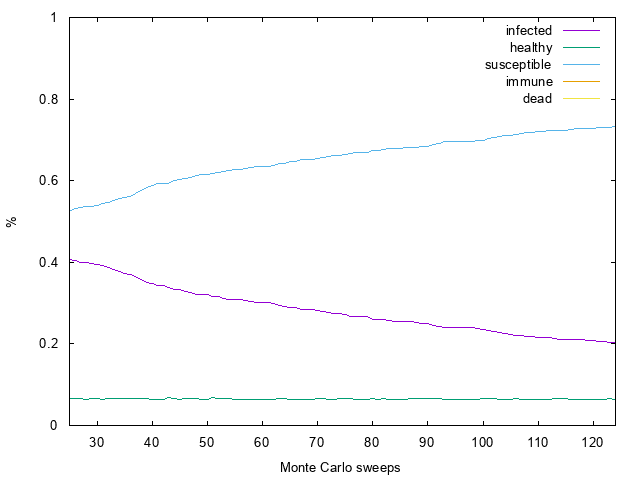 1
0.8
0.6
0.4
0.2
0
%
infected
healthy
susceptible
immune
dead
30 40 50 60 70 80 90 100 110 120
Monte Carlo sweeps